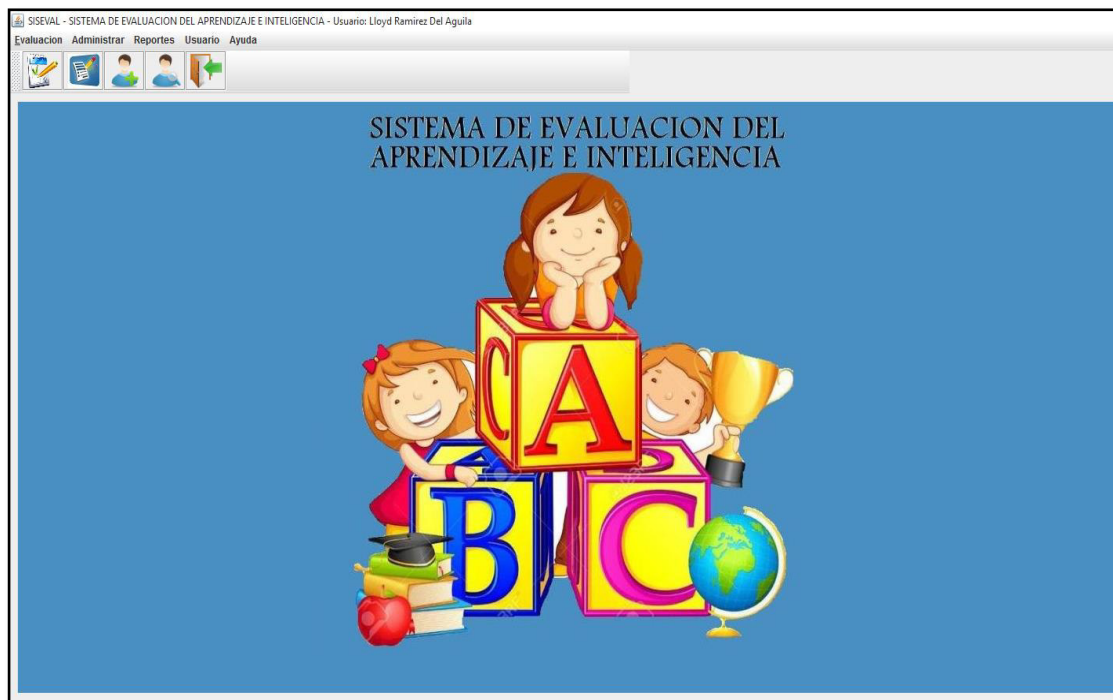 SISEVAL - SISTEMA DE EVALUACION DEL APRENDIZAJE E INTELIGENCIA - Usuario: Lloyd Ramirez Del Aguila
Evaluacion Administrar Reportes Usuario Ayuda
SISTEMA DE EVALUACION DEL
APRENDIZAJE E INTELIGENCIA
C A
B C